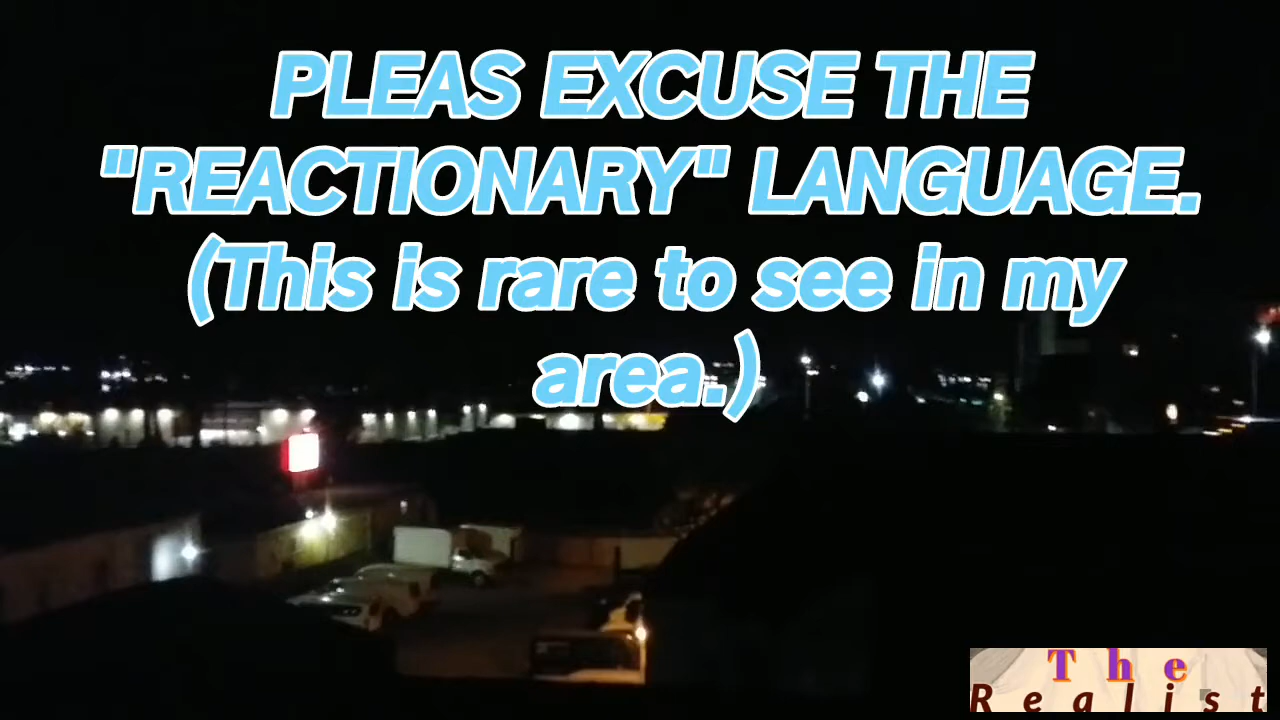 PLEAS EXCUSE THE
"REACTIONARY" LANGUAGE.
(This is rare to see in my
area.)
The
Realist